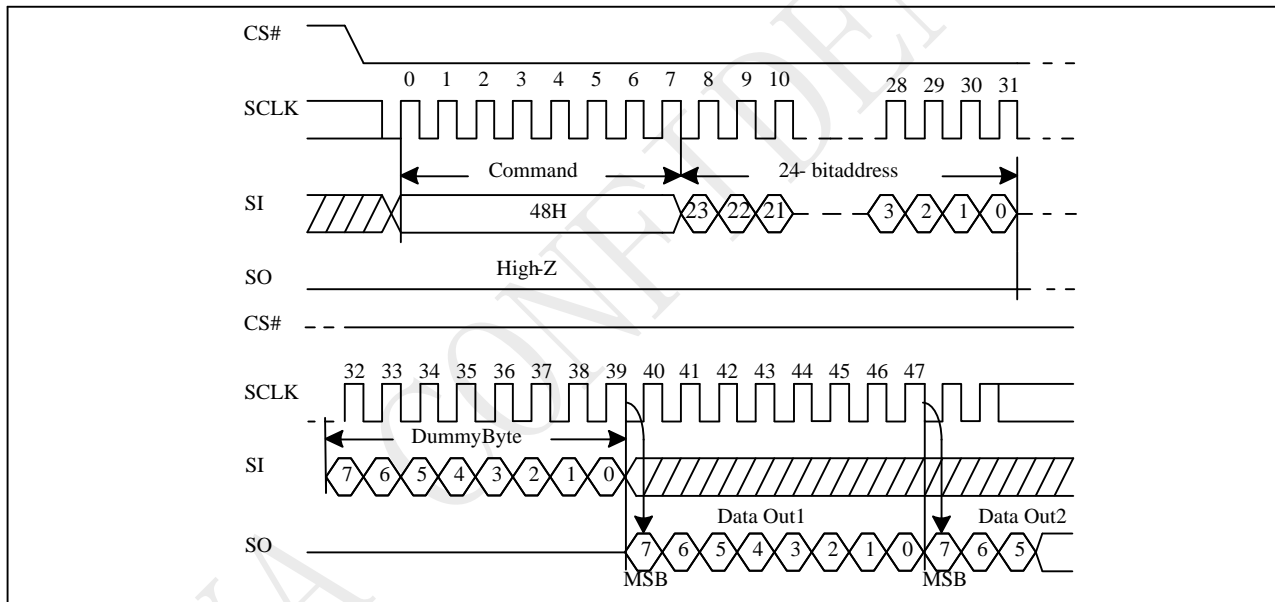 CS#
0 1 2 3 4 5 6 7 8 9 10 28 29 30 31
SCLK
Command 24- bitaddress
SI 48H 23 22 21 3 2 1 0
High-Z
SO
CS#
32 33 34 35 36 37 38 39 40 41 42 43 44 45 46 47
SCLK
DummyByte
SI 7 6 5 4 3 2 1 0
Data Out1 Data Out2
SO 7 6 5 4 3 2 1 0 7 6 5
MSB MSB